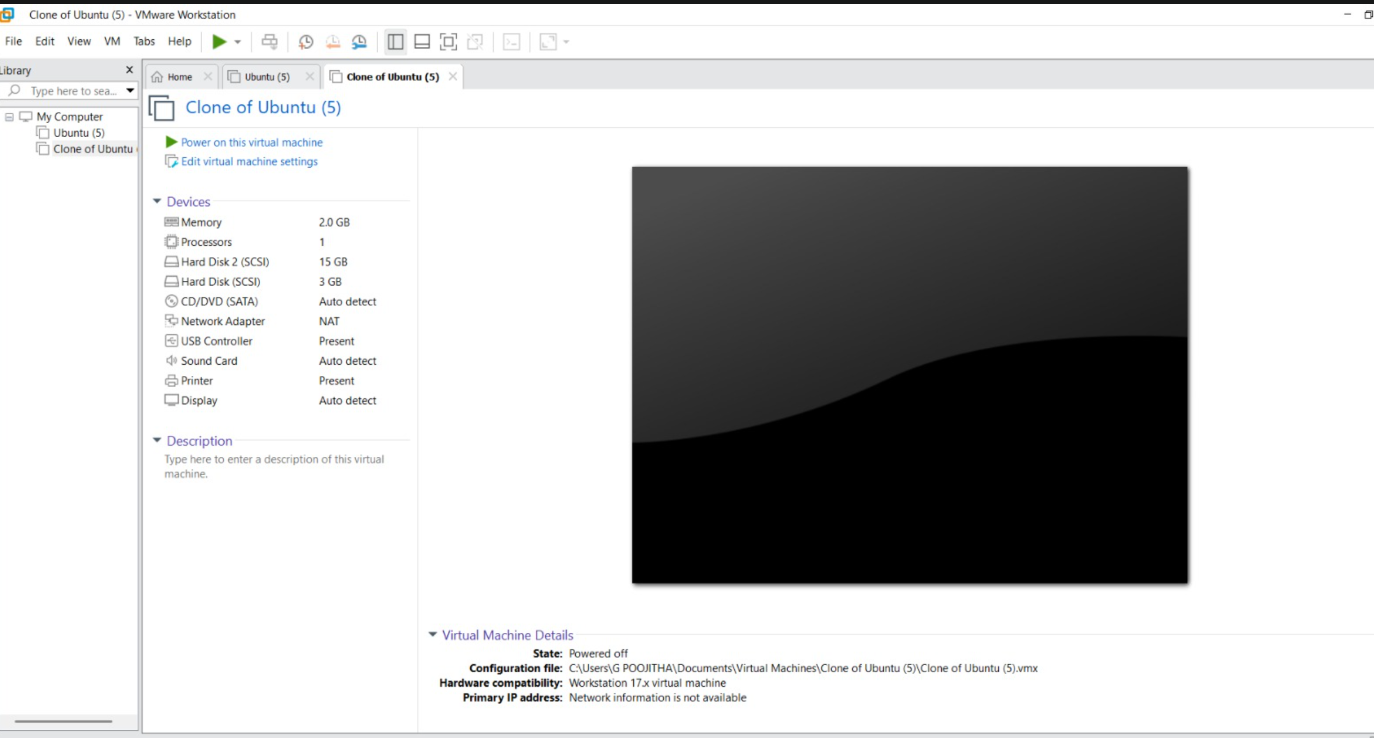 Clone of Ubuntu (5) - VMware Workstation
File Edit View VM Tabs Help
Library X
Type here to sea...
My Computer
Ubuntu (5)
Clone of Ubuntu
Home
Ubuntu (5)
Clone of Ubuntu (5)
Clone of Ubuntu (5)
Power on this virtual machine
Edit virtual machine settings
Devices
Memory 2.0 GB
Processors 1
Hard Disk 2 (SCSI) 15 GB
Hard Disk (SCSI) 3 GB
CD/DVD (SATA) Auto detect
Network Adapter NAT
USB Controller Present
Sound Card Auto detect
Printer Present
Display Auto detect
Description
Type here to enter a description of this virtual
machine.
Virtual Machine Details
State: Powered off
Configuration file: C:\Users\G POOJITHA\Documents\Virtual Machines\Clone of Ubuntu (5)\Clone of Ubuntu (5).vmx
Hardware compatibility: Workstation 17.x virtual machine
Primary IP address: Network information is not available